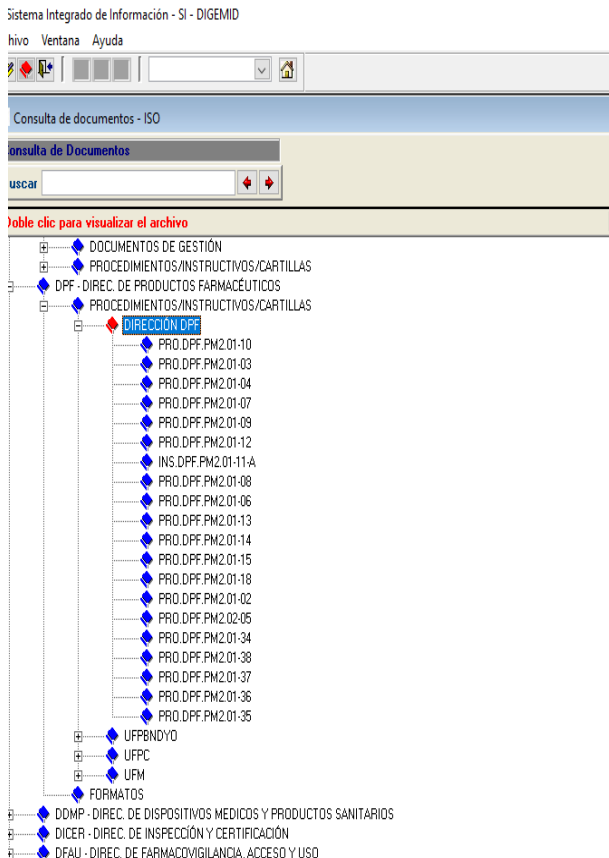 Sistema Integrado de Información - SI - DIGEMID
hivo Ventana Ayuda
Consulta de documentos - ISO
onsulta de Documentos
uscar
Doble clic para visualizar el archivo
DOCUMENTOS DE GESTIÓN
PROCEDIMIENTOS/INSTRUCTIVOS/CARTILLAS
DPF - DIREC. DE PRODUCTOS FARMACÉUTICOS
PROCEDIMIENTOS/INSTRUCTIVOS/CARTILLAS
DIRECCIÓN DPF
PRO.DPF.PM2.01-10
PRO.DPF.PM2.01-03
PRO.DPF.PM2.01-04
PRO.DPF.PM2.01-07
PRO.DPF.PM2.01-09
PRO.DPF.PM2.01-12
INS.DPF.PM2.01-11-A
PRO.DPF.PM2.01-08
PRO.DPF.PM2.01-06
PRO.DPF.PM2.01-13
PRO.DPF.PM2.01-14
PRO.DPF.PM2.01-15
PRO.DPF.PM2.01-18
PRO.DPF.PM2.01-02
PRO.DPF.PM2.02-05
PRO.DPF.PM2.01-34
PRO.DPF.PM2.01-38
PRO.DPF.PM2.01-37
PRO.DPF.PM2.01-36
PRO.DPF.PM2.01-35
UFPBNDYO
UFPC
UFM
FORMATOS
DDMP - DIREC. DE DISPOSITIVOS MEDICOS Y PRODUCTOS SANITARIOS
DICER - DIREC. DE INSPECCÍÓN Y CERTIFICACIÓN
DFAU - DIREC. DE FARMACOVIGILANCIA, ACCESO Y USO